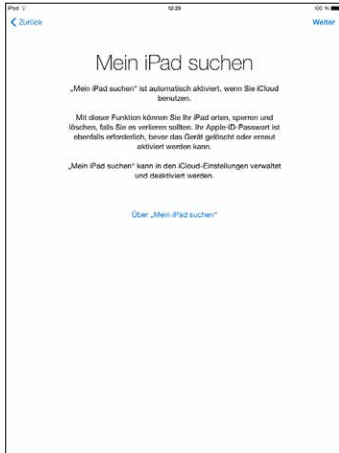 iPad
12:29
100 %
Zurück
Weiter
Mein iPad suchen
„Mein iPad suchen“ ist automatisch aktiviert, wenn Sie iCloud
benutzen.
Mit dieser Funktion können Sie Ihr iPad orten, sperren und
löschen, falls Sie es verlieren sollten. Ihr Apple-ID-Passwort ist
ebenfalls erforderlich, bevor das Gerät gelöscht oder erneut
aktiviert werden kann.
„Mein iPad suchen“ kann in den iCloud-Einstellungen verwaltet
und deaktiviert werden.
Über „Mein iPad suchen“